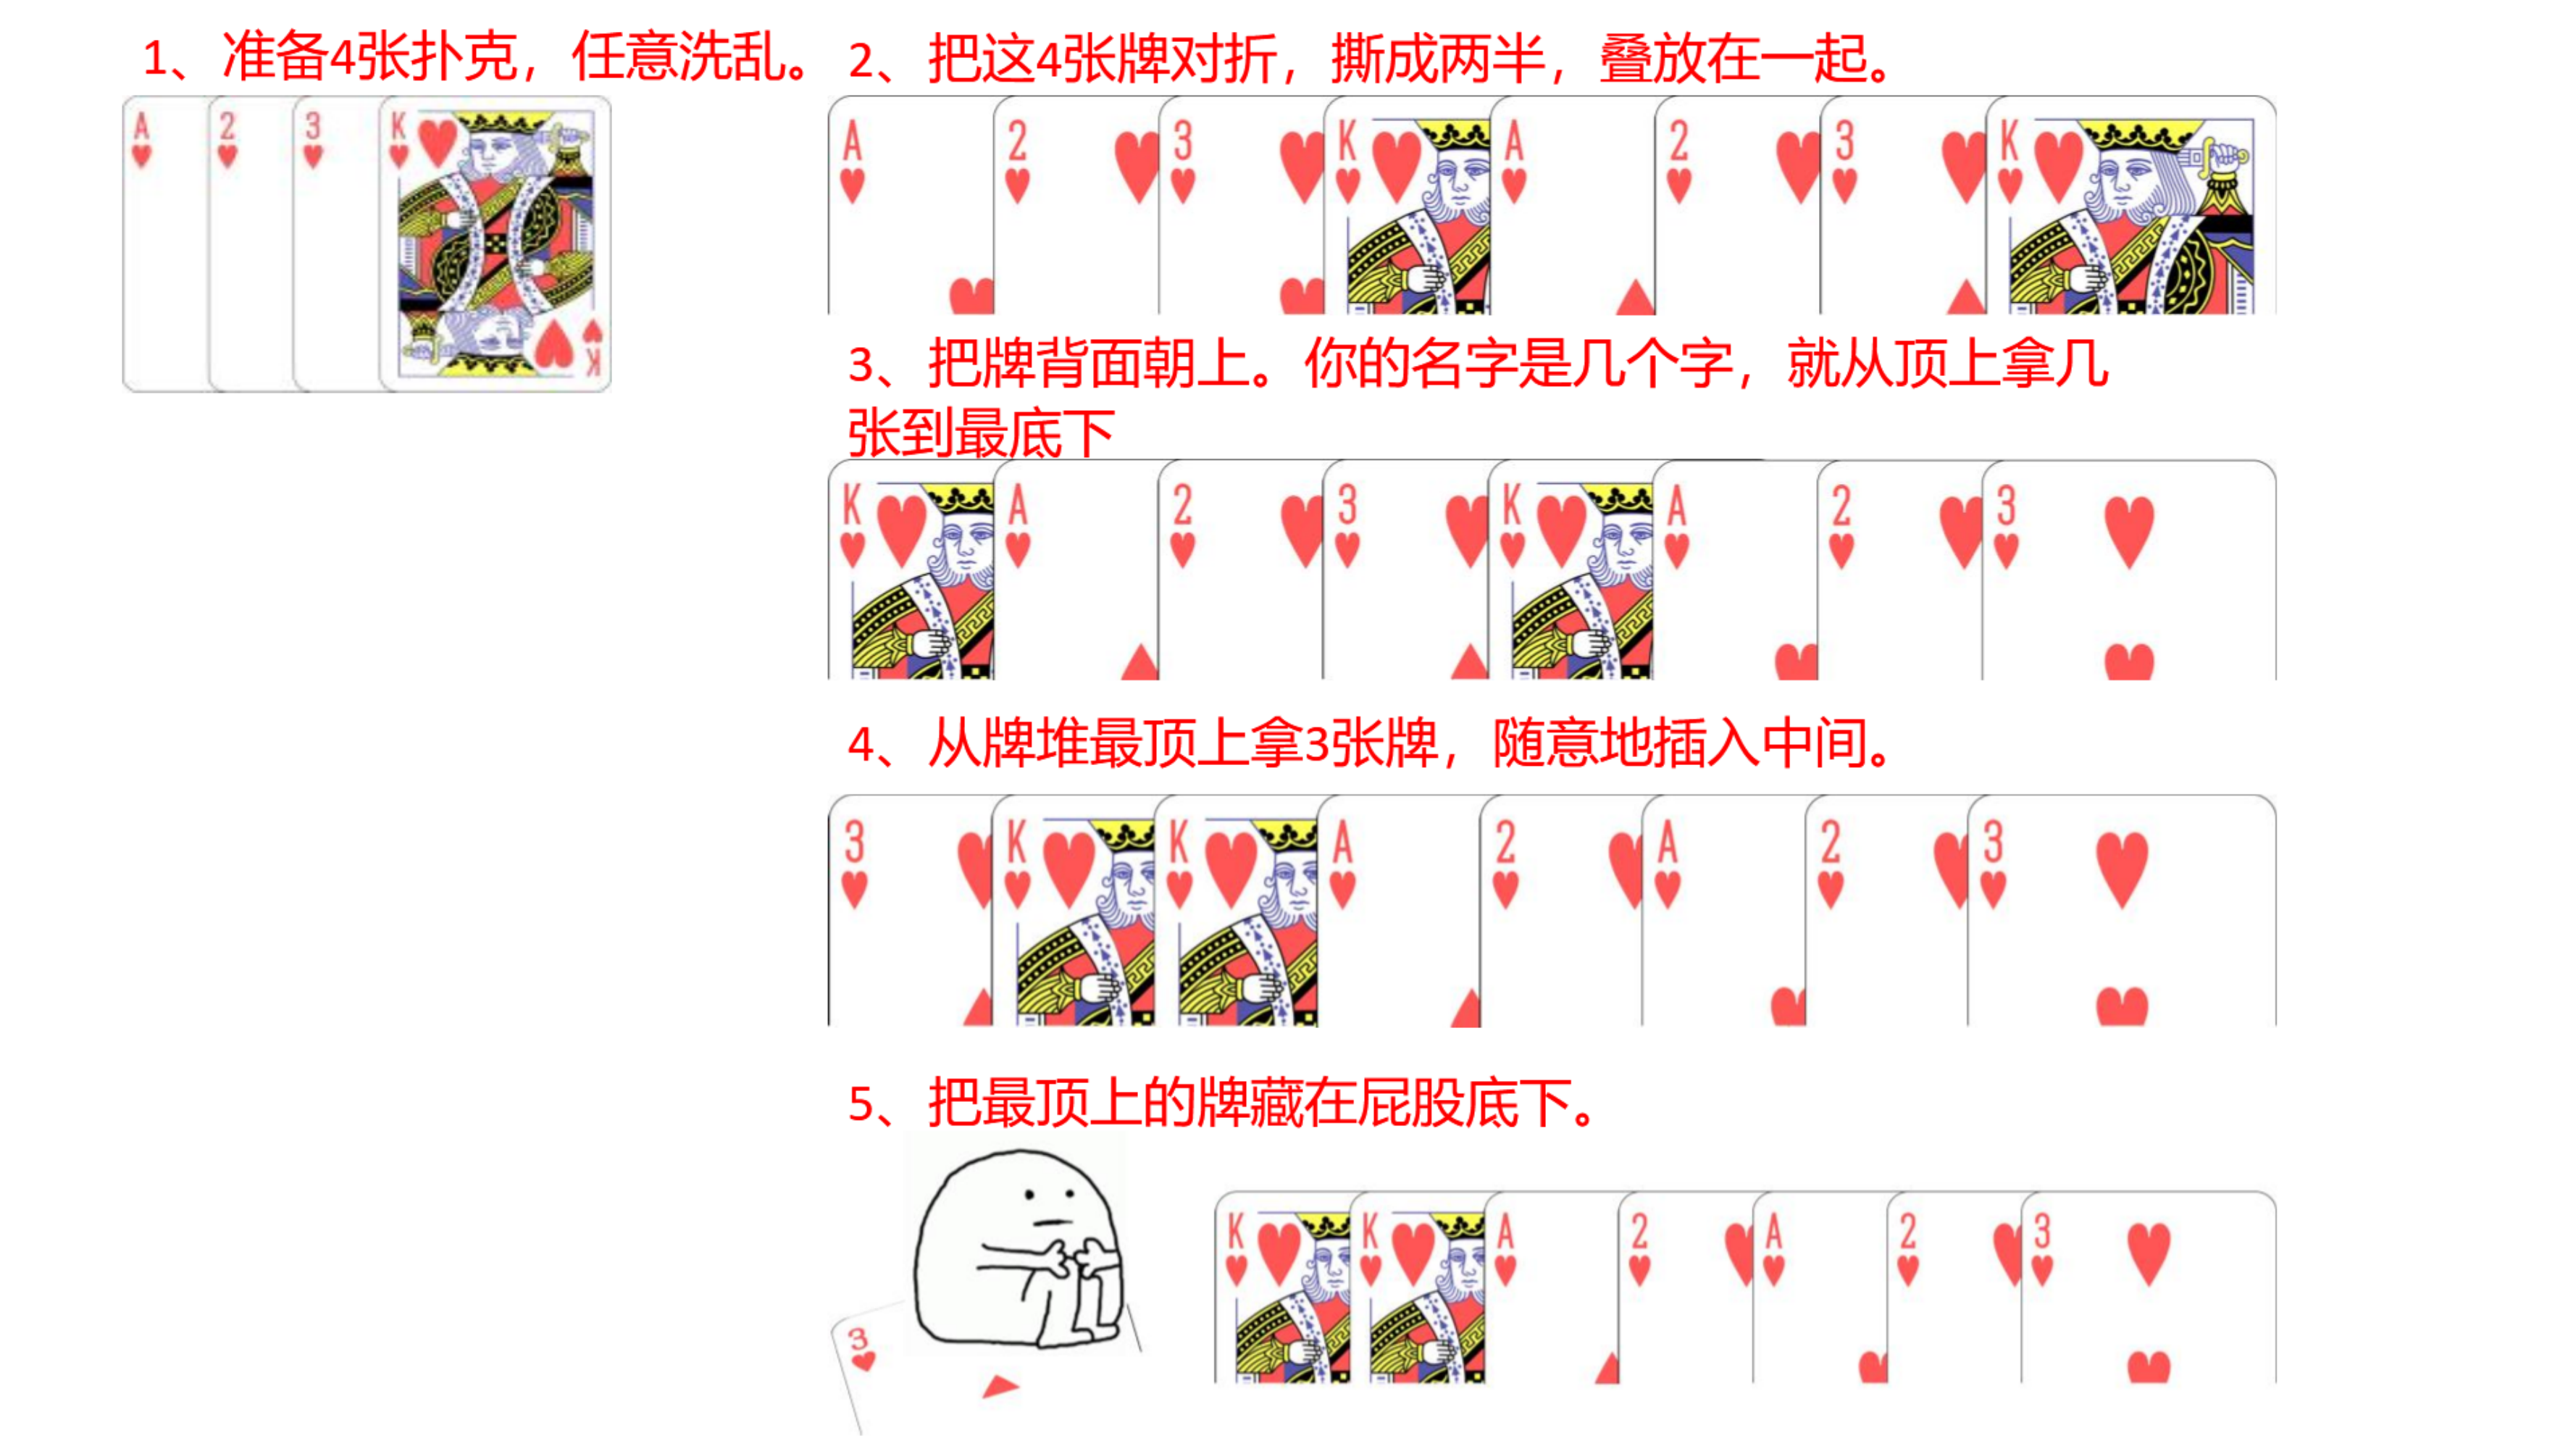 1、准备4张扑克，任意洗乱。
2、把这4张牌对折，撕成两半，叠放在一起。
A 2 3 K
K
A 2 3 K A 2 3 K
3、把牌背面朝上。你的名字是几个字，就从顶上拿几
张到最底下
K A 2 3 K A 2 3
4、从牌堆最顶上拿3张牌，随意地插入中间。
3 K K A 2 A 2 3
5、把最顶上的牌藏在屁股底下。
K K A 2 A 2 3
3